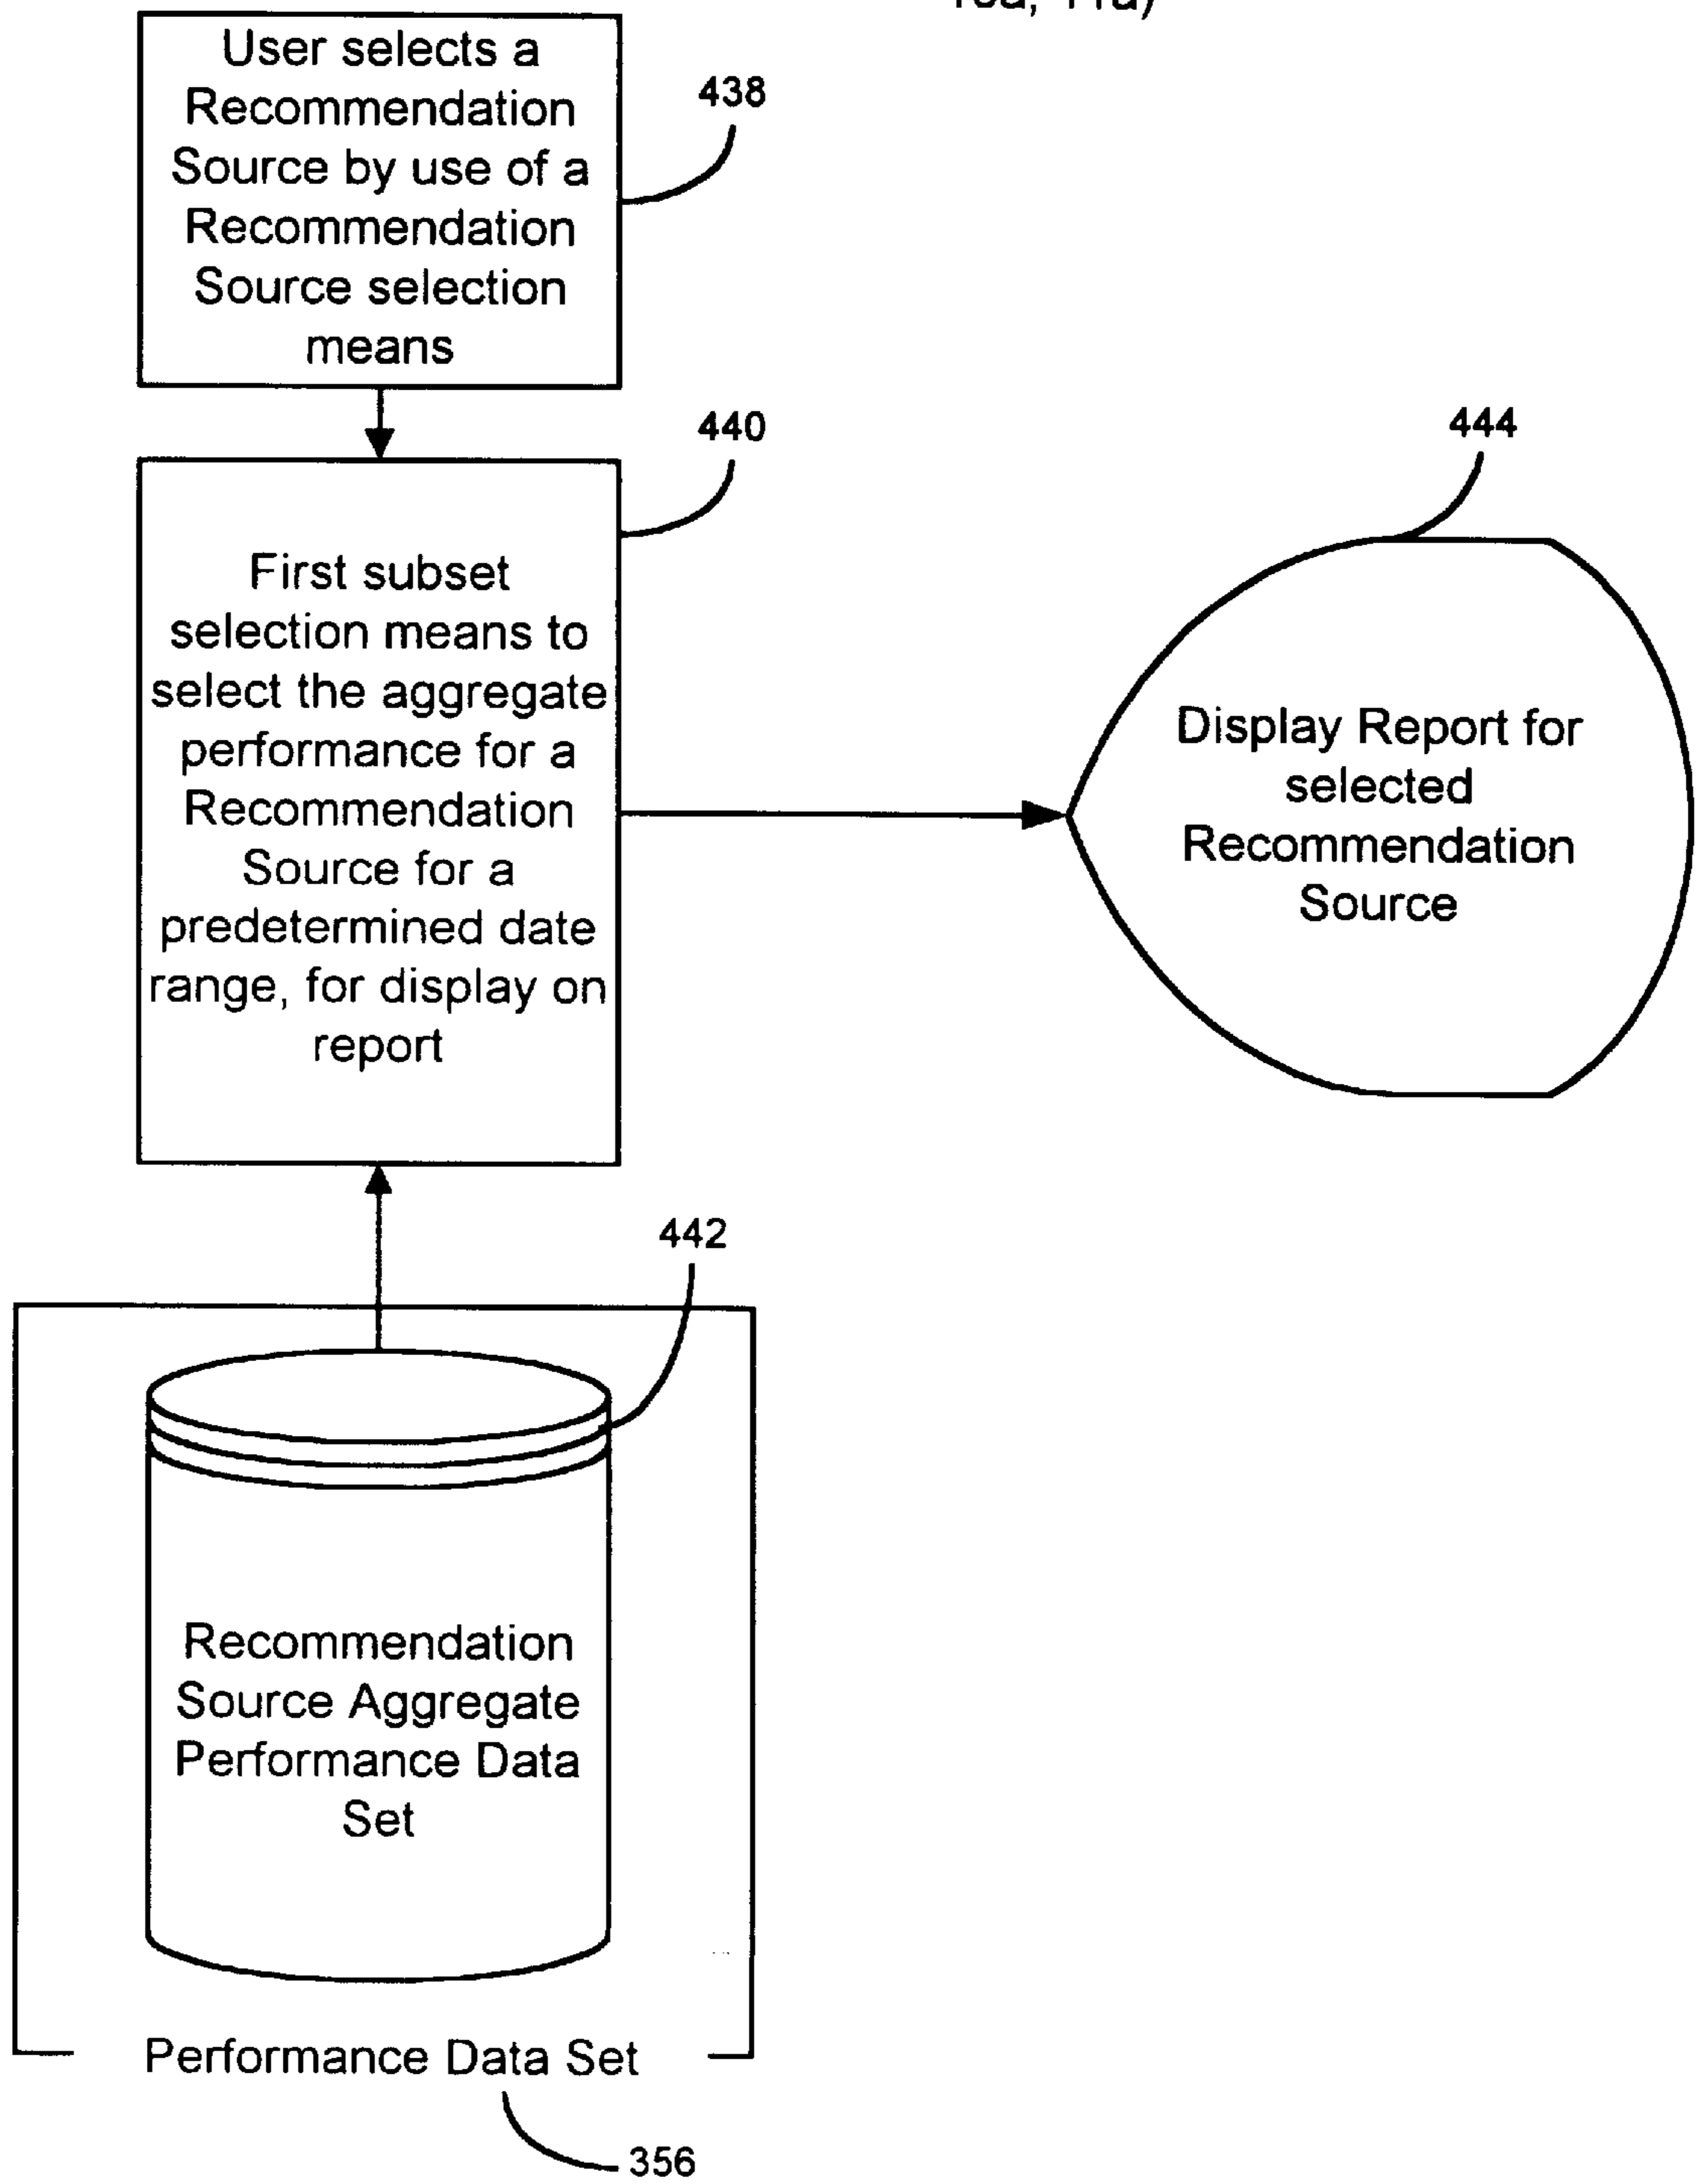 User selects a
Recommendation
Source by use of a
Recommendation
Source selection
means
438
440
First subset
selection means to
select the aggregate
performance for a
Recommendation
Source for a
predetermined date
range, for display on
report
444
Display Report for
selected
Recommendation
Source
442
Recommendation
Source Aggregate
Performance Data
Set
Performance Data Set
356